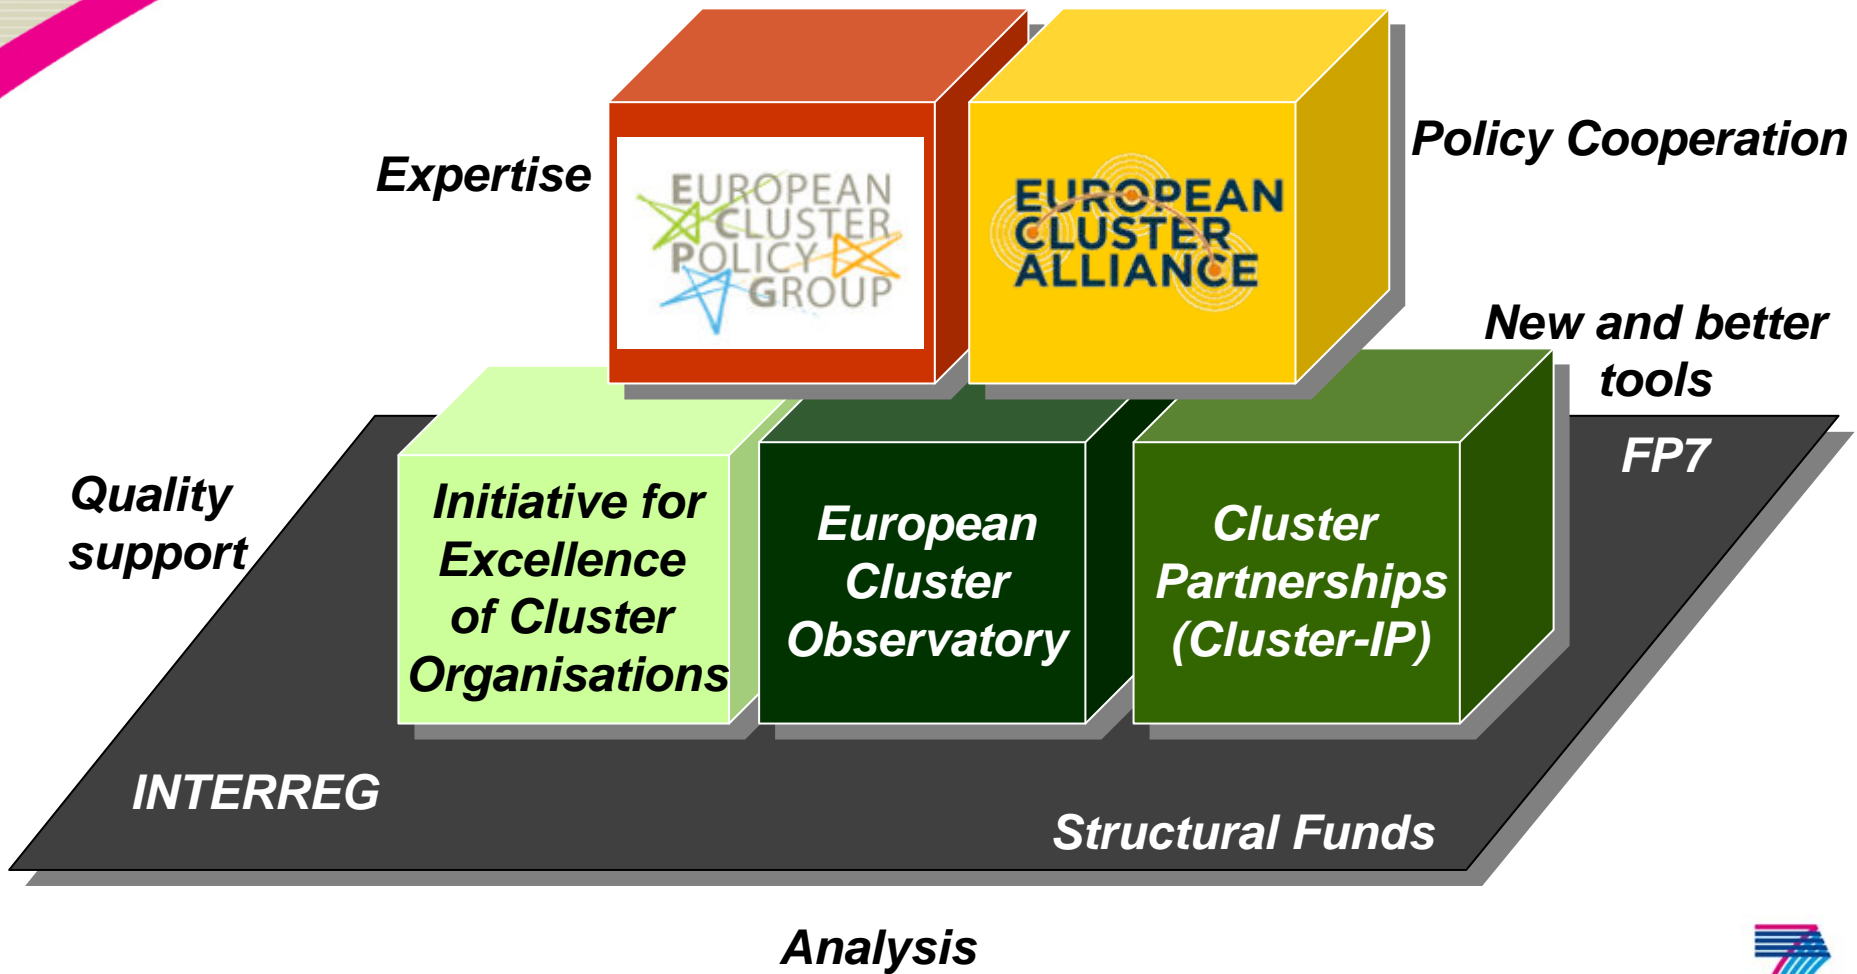 Expertise
EUROPEAN
CLUSTER
POLICY
GROUP
EUROPEAN
CLUSTER
ALLIANCE
Policy Cooperation
New and better
tools
FP7
Quality
support
Initiative for
Excellence
of Cluster
Organisations
European
Cluster
Observatory
Cluster
Partnerships
(Cluster-IP)
INTERREG
Structural Funds
Analysis